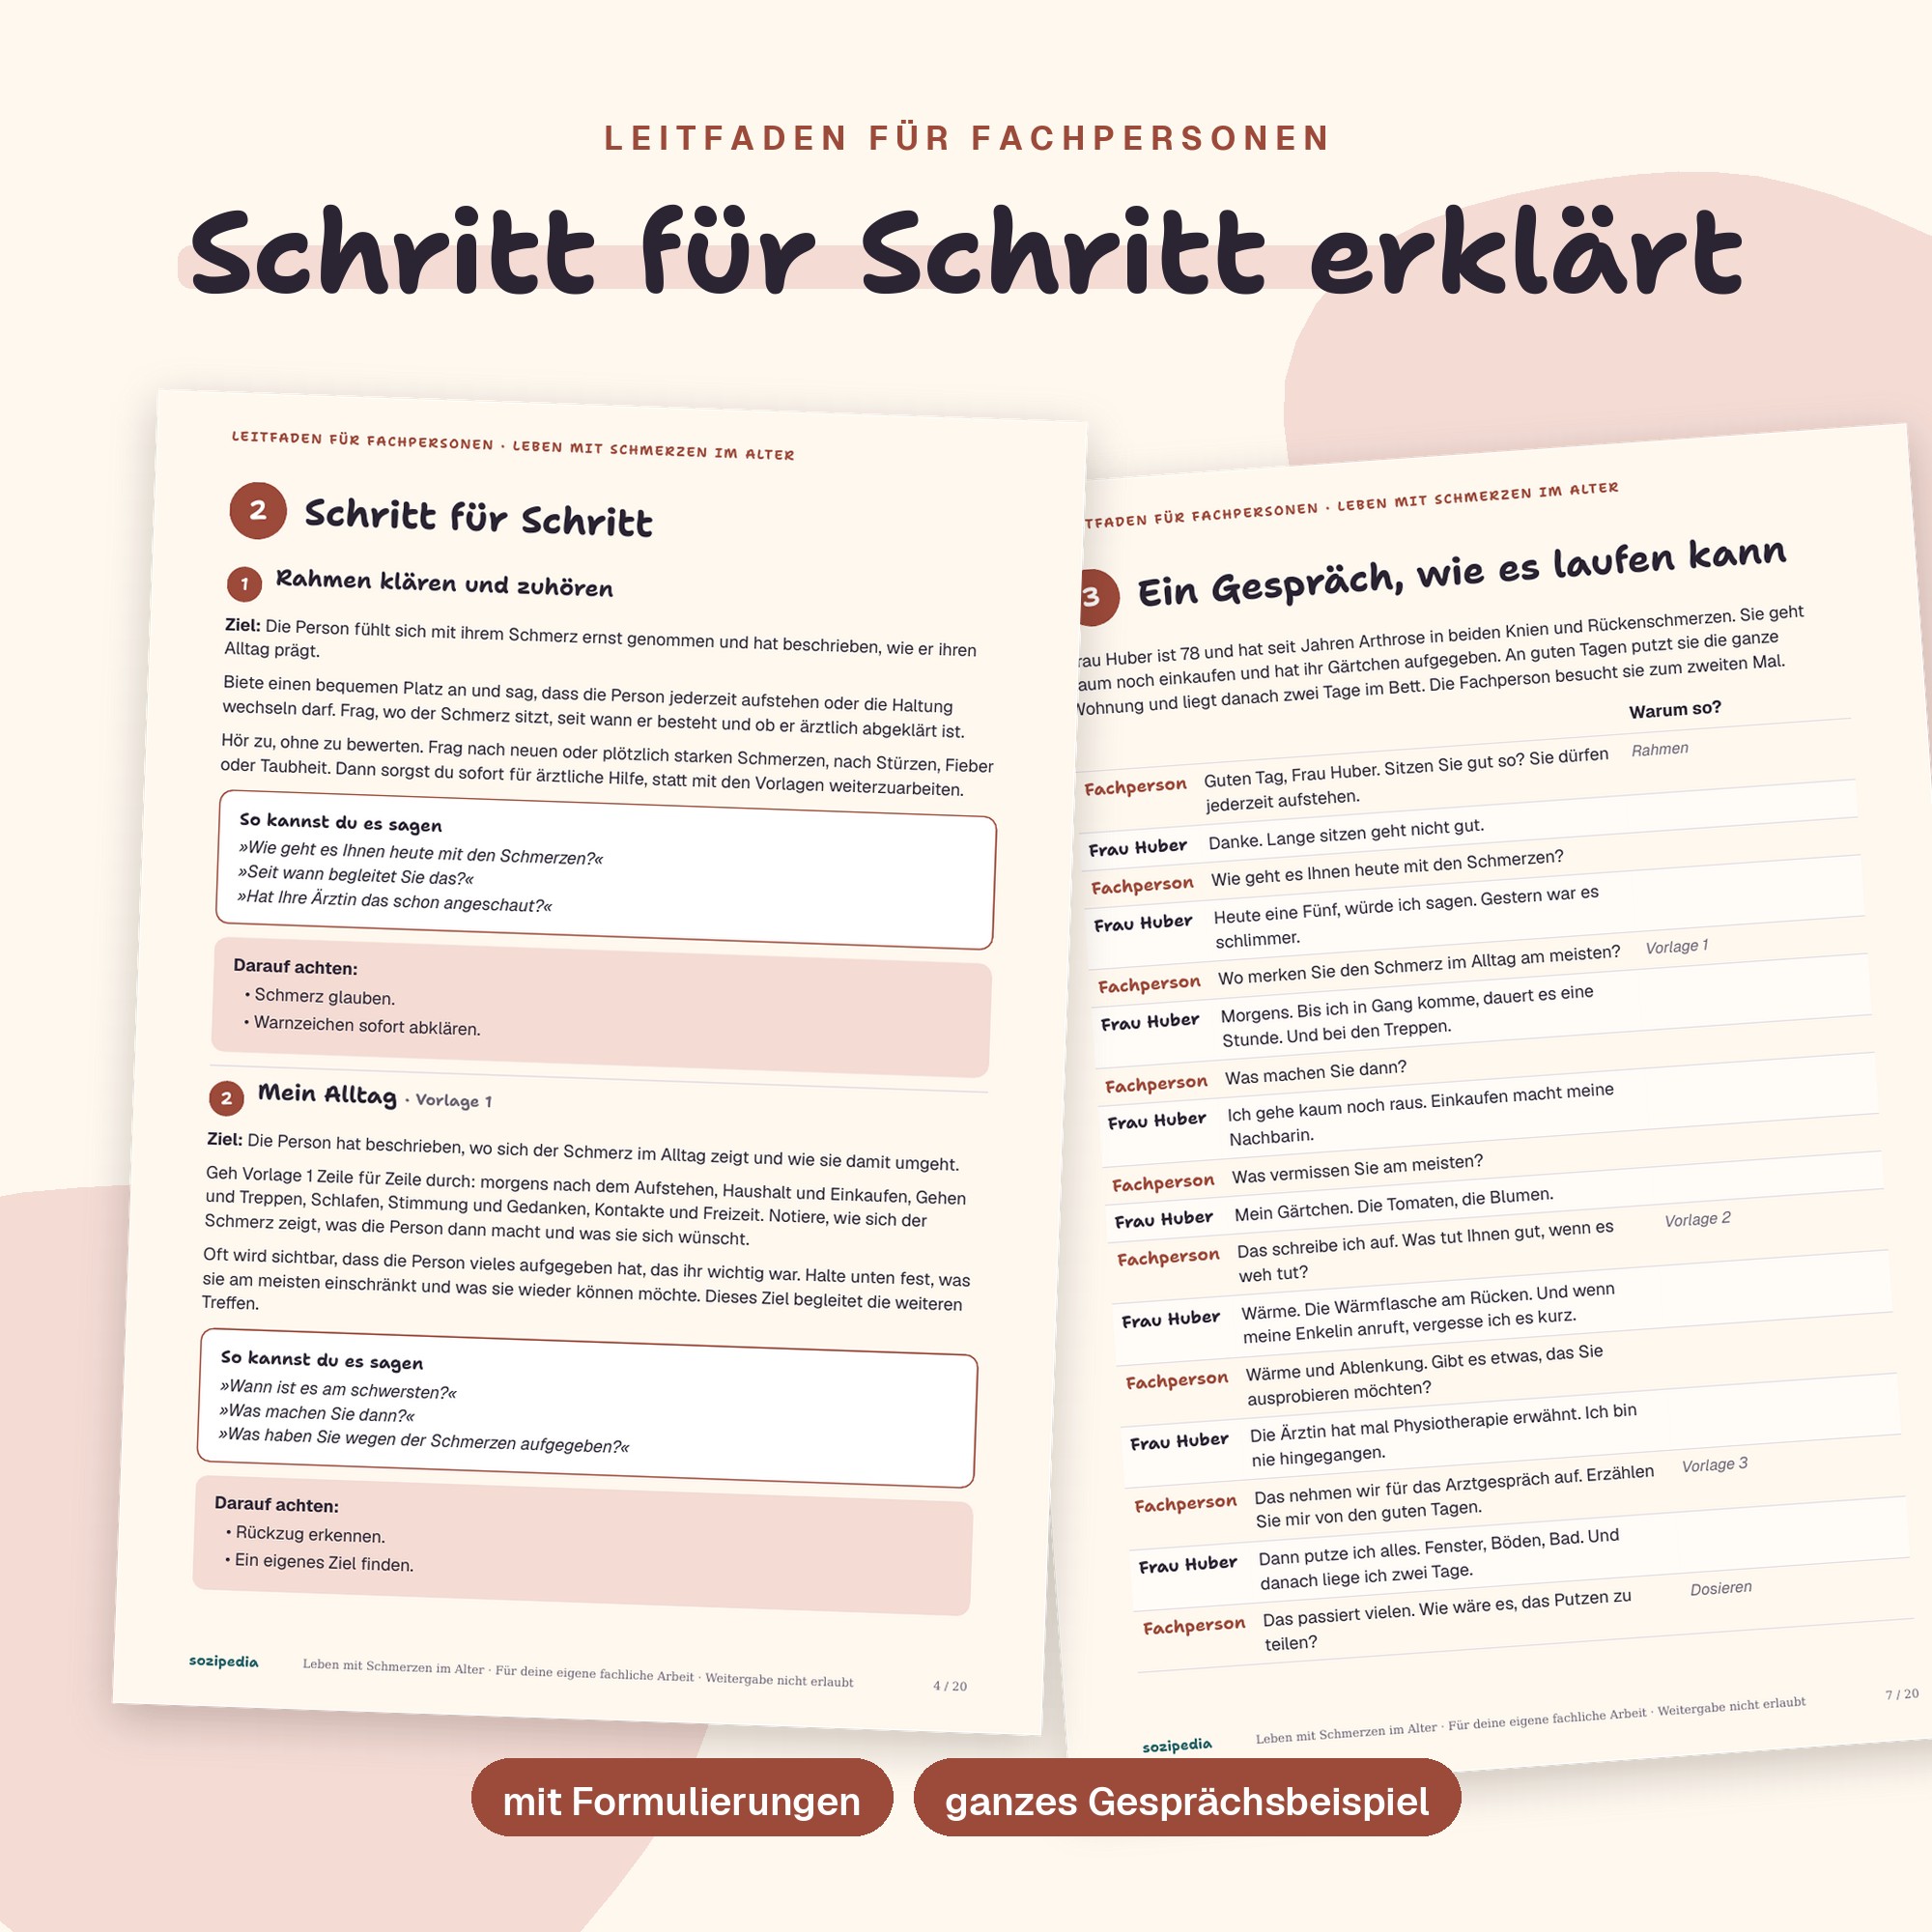 LEITFADEN FÜR FACHPERSONEN
Schritt für Schritt erklärt
LEITFADEN FÜR FACHPERSONEN · LEBEN MIT SCHMERZEN IM ALTER
2 Schritt für Schritt
1 Rahmen klären und zuhören
Ziel: Die Person fühlt sich mit ihrem Schmerz ernst genommen und hat beschrieben, wie er ihren
Alltag prägt.
Biete einen bequemen Platz an und sag, dass die Person jederzeit aufstehen oder die Haltung
wechseln darf. Frag, wo der Schmerz sitzt, seit wann er besteht und ob er ärztlich abgeklärt ist.
Hör zu, ohne zu bewerten. Frag nach neuen oder plötzlich starken Schmerzen, nach Stürzen, Fieber
oder Taubheit. Dann sorgst du sofort für ärztliche Hilfe, statt mit den Vorlagen weiterzuarbeiten.
So kannst du es sagen
»Wie geht es Ihnen heute mit den Schmerzen?«
»Seit wann begleitet Sie das?«
»Hat Ihre Ärztin das schon angeschaut?«
Darauf achten:
• Schmerz glauben.
• Warnzeichen sofort abklären.
2 Mein Alltag · Vorlage 1
Ziel: Die Person hat beschrieben, wo sich der Schmerz im Alltag zeigt und wie sie damit umgeht.
Geh Vorlage 1 Zeile für Zeile durch: morgens nach dem Aufstehen, Haushalt und Einkaufen, Gehen
und Treppen, Schlafen, Stimmung und Gedanken, Kontakte und Freizeit. Notiere, wie sich der
Schmerz zeigt, was die Person dann macht und was sie sich wünscht.
Oft wird sichtbar, dass die Person vieles aufgegeben hat, das ihr wichtig war. Halte unten fest, was
sie am meisten einschränkt und was sie wieder können möchte. Dieses Ziel begleitet die weiteren
Treffen.
So kannst du es sagen
»Wann ist es am schwersten?«
»Was machen Sie dann?«
»Was haben Sie wegen der Schmerzen aufgegeben?«
Darauf achten:
• Rückzug erkennen.
• Ein eigenes Ziel finden.
sozipedia Leben mit Schmerzen im Alter · Für deine eigene fachliche Arbeit · Weitergabe nicht erlaubt 4 / 20
TFADEN FÜR FACHPERSONEN · LEBEN MIT SCHMERZEN IM ALTER
3 Ein Gespräch, wie es laufen kann
rau Huber ist 78 und hat seit Jahren Arthrose in beiden Knien und Rückenschmerzen. Sie geht
aum noch einkaufen und hat ihr Gärtchen aufgegeben. An guten Tagen putzt sie die ganze
Wohnung und liegt danach zwei Tage im Bett. Die Fachperson besucht sie zum zweiten Mal.
Warum so?
Fachperson Guten Tag, Frau Huber. Sitzen Sie gut so? Sie dürfen Rahmen
jederzeit aufstehen.
Frau Huber Danke. Lange sitzen geht nicht gut.
Fachperson Wie geht es Ihnen heute mit den Schmerzen?
Frau Huber Heute eine Fünf, würde ich sagen. Gestern war es
schlimmer.
Fachperson Wo merken Sie den Schmerz im Alltag am meisten? Vorlage 1
Frau Huber Morgens. Bis ich in Gang komme, dauert es eine
Stunde. Und bei den Treppen.
Fachperson Was machen Sie dann?
Frau Huber Ich gehe kaum noch raus. Einkaufen macht meine
Nachbarin.
Fachperson Was vermissen Sie am meisten?
Frau Huber Mein Gärtchen. Die Tomaten, die Blumen.
Fachperson Das schreibe ich auf. Was tut Ihnen gut, wenn es Vorlage 2
weh tut?
Frau Huber Wärme. Die Wärmflasche am Rücken. Und wenn
meine Enkelin anruft, vergesse ich es kurz.
Fachperson Wärme und Ablenkung. Gibt es etwas, das Sie
ausprobieren möchten?
Frau Huber Die Ärztin hat mal Physiotherapie erwähnt. Ich bin
nie hingegangen.
Fachperson Das nehmen wir für das Arztgespräch auf. Erzählen Vorlage 3
Sie mir von den guten Tagen.
Frau Huber Dann putze ich alles. Fenster, Böden, Bad. Und
danach liege ich zwei Tage.
Fachperson Das passiert vielen. Wie wäre es, das Putzen zu Dosieren
teilen?
sozipedia Leben mit Schmerzen im Alter · Für deine eigene fachliche Arbeit · Weitergabe nicht erlaubt 7 / 20
mit Formulierungen
ganzes Gesprächsbeispiel